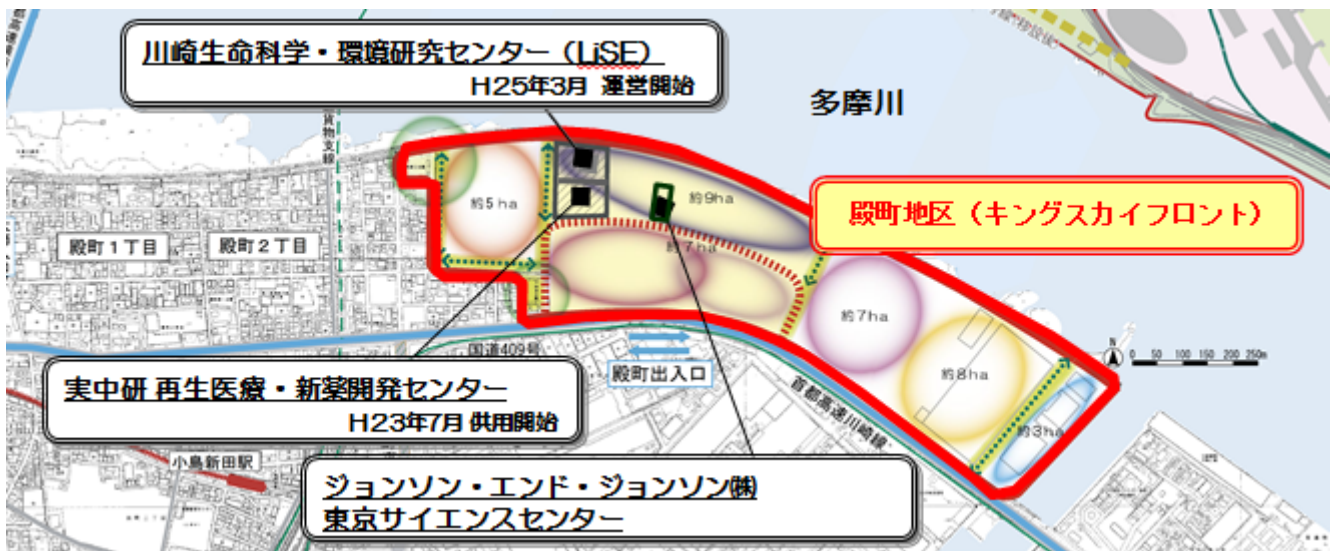 川崎生命科学・環境研究センター（LiSE）
H25年3月 運営開始
多摩川
貨物支線
約5ha
約9ha
殿町地区（キングスカイフロント）
殿町１丁目
殿町２丁目
約7ha
約7ha
国道409号
殿町出入口
N
0 50 100 150 200 250m
約8ha
首都高速川崎線
実中研 再生医療・新薬開発センター
H23年7月 供用開始
約3ha
小島新田駅
ジョンソン・エンド・ジョンソン㈱
東京サイエンスセンター